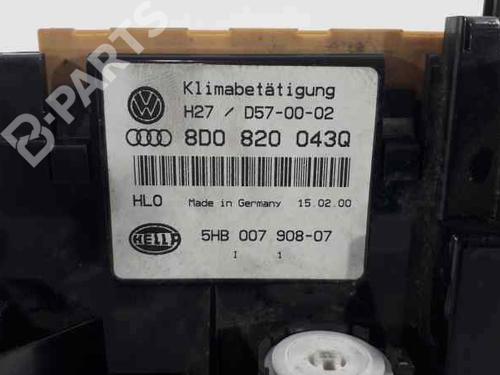 Klimabetätigung
H27 / D57-00-02
8D0 820 043Q
HLO Made in Germany 15.02.00
HELLA 5HB 007 908-07
I 1